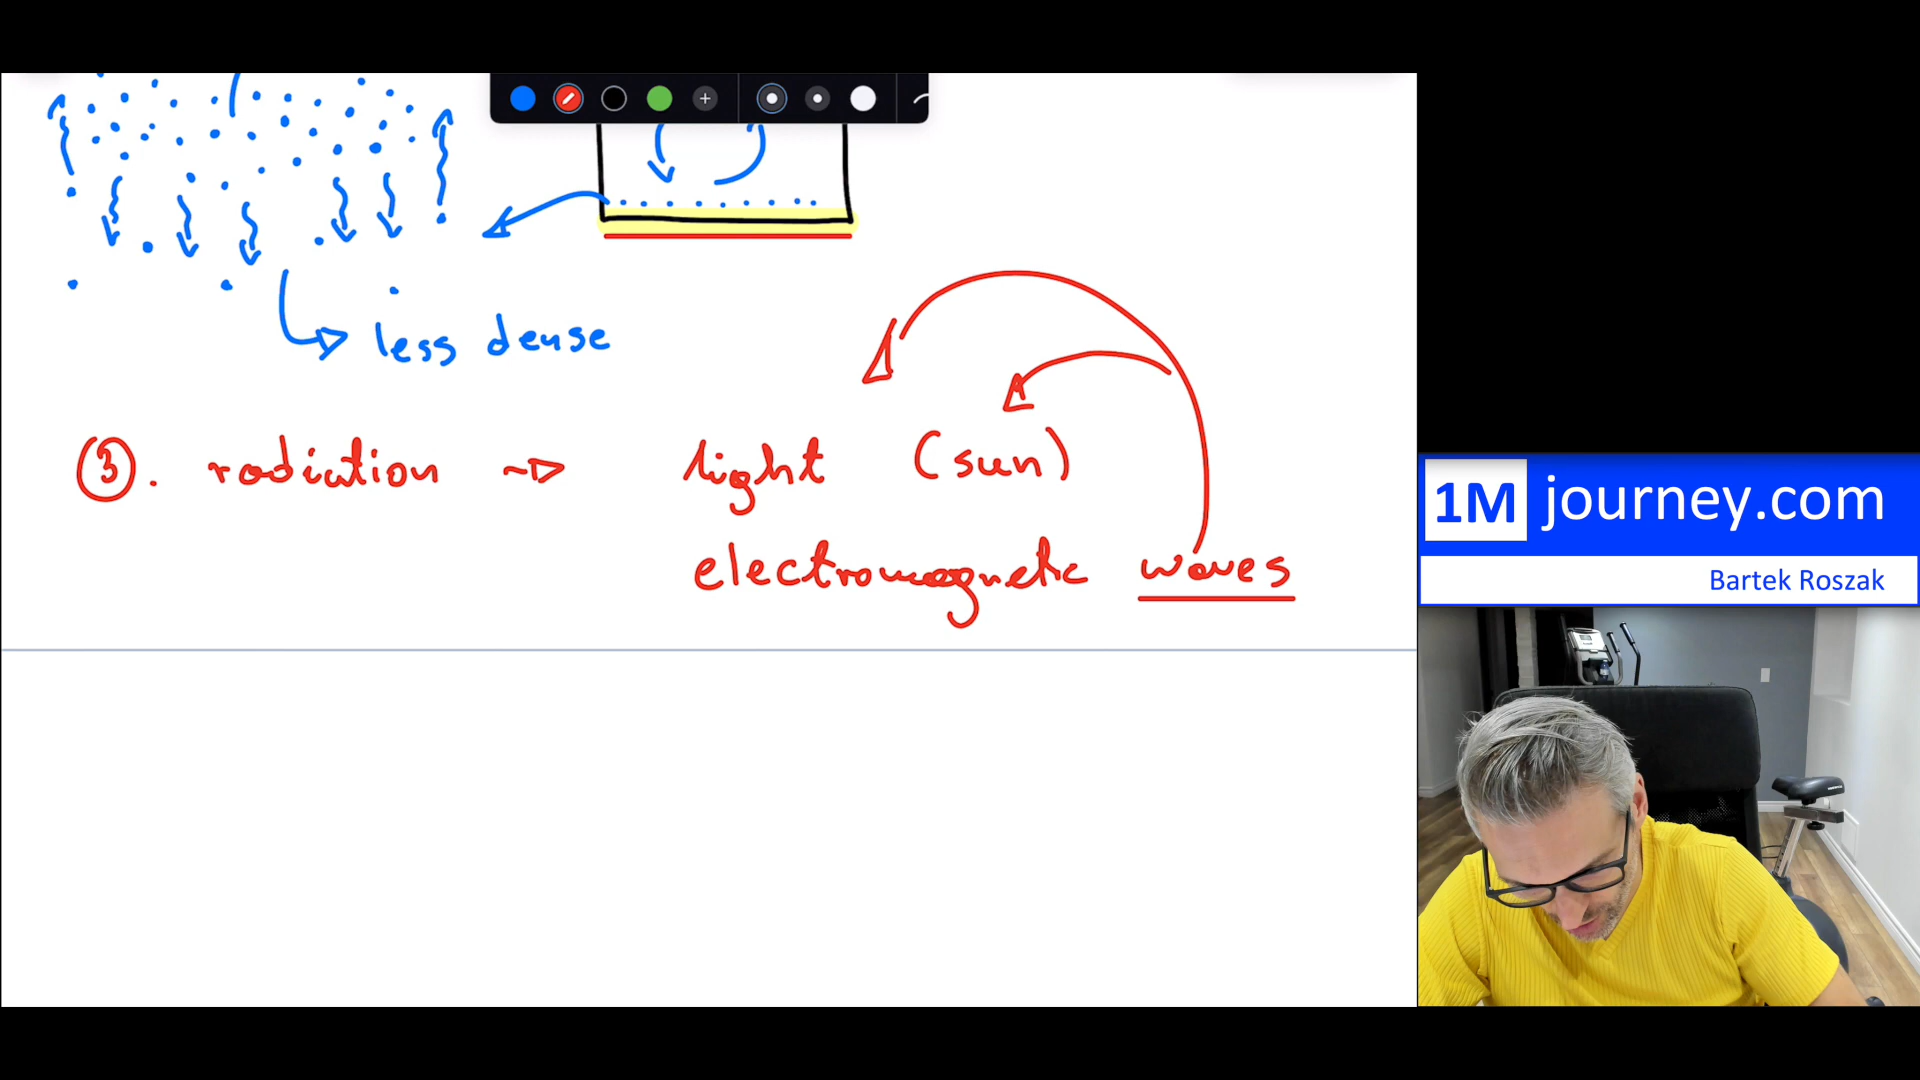 less dense
3. radiation → light (sun)
electromagnetic waves
1M journey.com
Bartek Roszak